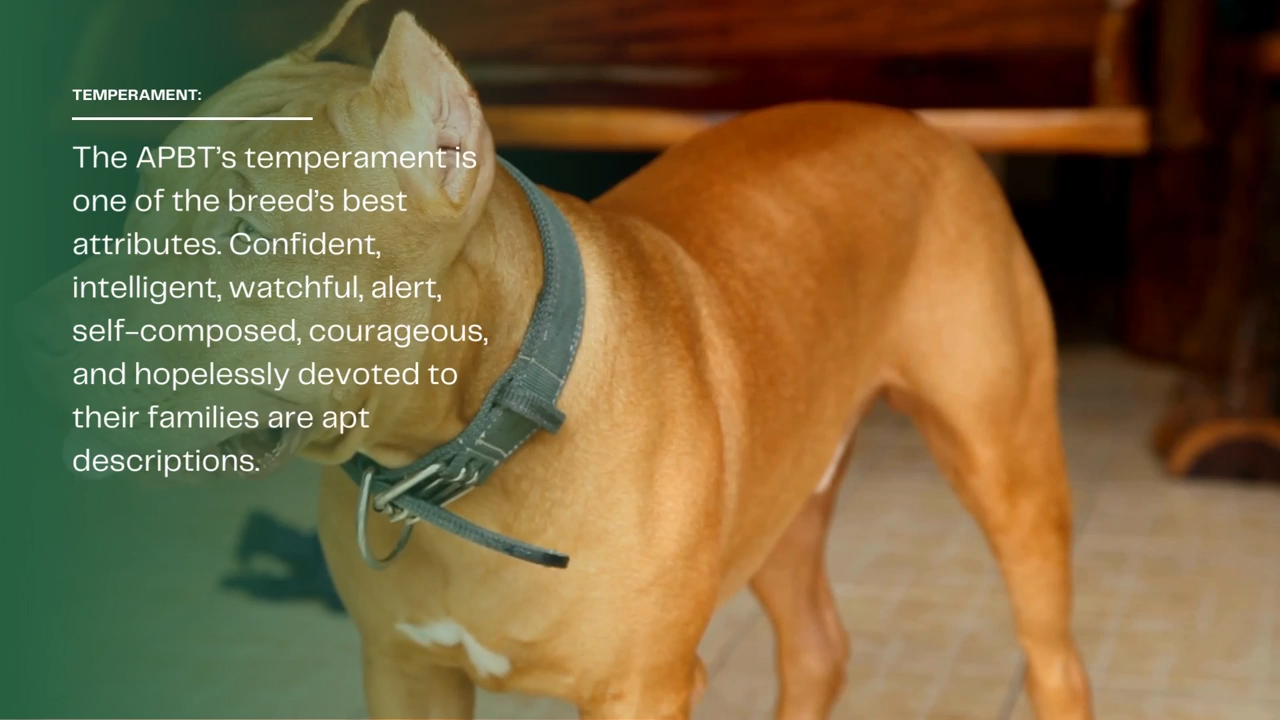 TEMPERAMENT:
The APBT’s temperament is
one of the breed’s best
attributes. Confident,
intelligent, watchful, alert,
self-composed, courageous,
and hopelessly devoted to
their families are apt
descriptions.